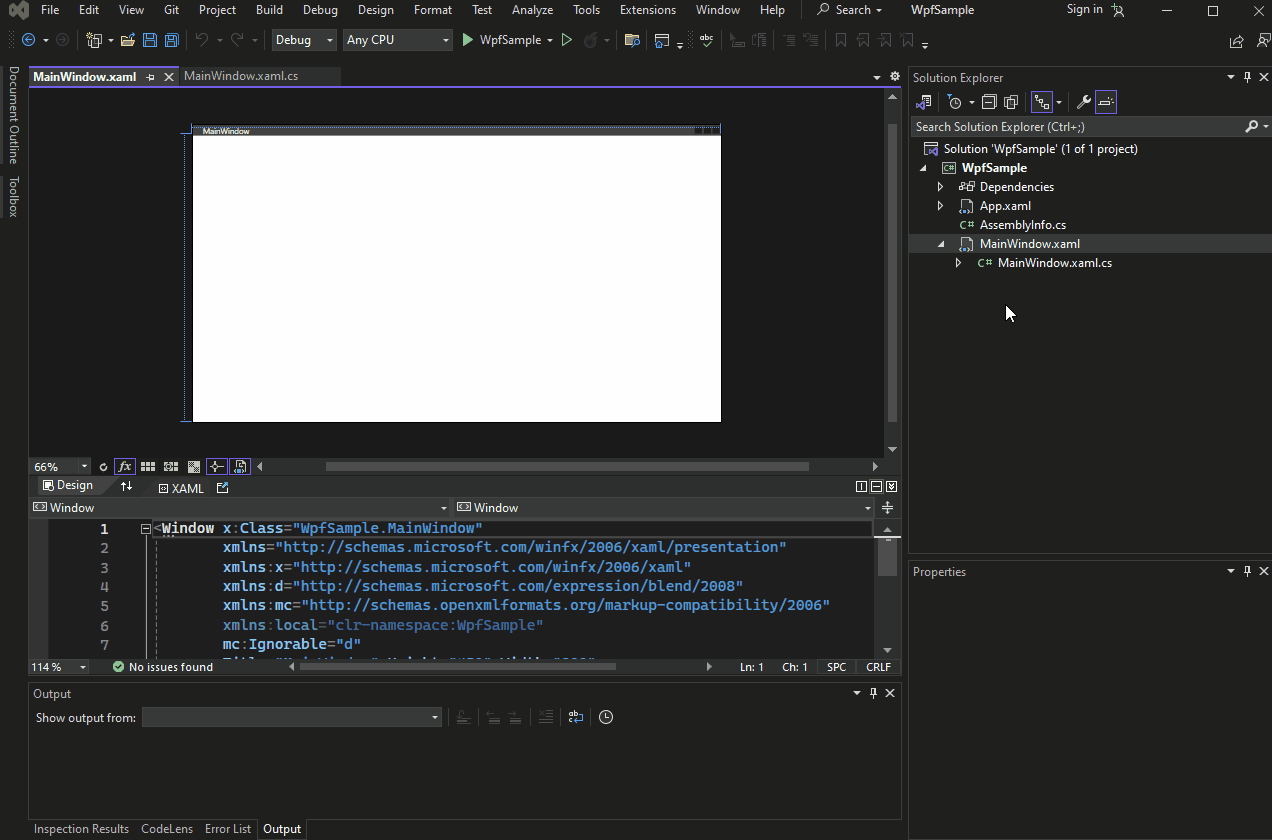 File Edit View Git Project Build Debug Design Format Test Analyze Tools Extensions Window Help Search WpfSample Sign in
Debug Any CPU WpfSample
Document Outline
Toolbox
MainWindow.xaml MainWindow.xaml.cs
MainWindow
66%
Design XAML
Window Window
1 <Window x:Class="WpfSample.MainWindow"
2 xmlns="http://schemas.microsoft.com/winfx/2006/xaml/presentation"
3 xmlns:x="http://schemas.microsoft.com/winfx/2006/xaml"
4 xmlns:d="http://schemas.microsoft.com/expression/blend/2008"
5 xmlns:mc="http://schemas.openxmlformats.org/markup-compatibility/2006"
6 xmlns:local="clr-namespace:WpfSample"
7 mc:Ignorable="d"
114 % No issues found Ln: 1 Ch: 1 SPC CRLF
Output
Show output from:
Inspection Results CodeLens Error List Output
Solution Explorer
Search Solution Explorer (Ctrl+;)
Solution 'WpfSample' (1 of 1 project)
WpfSample
Dependencies
App.xaml
C# AssemblyInfo.cs
MainWindow.xaml
C# MainWindow.xaml.cs
Properties